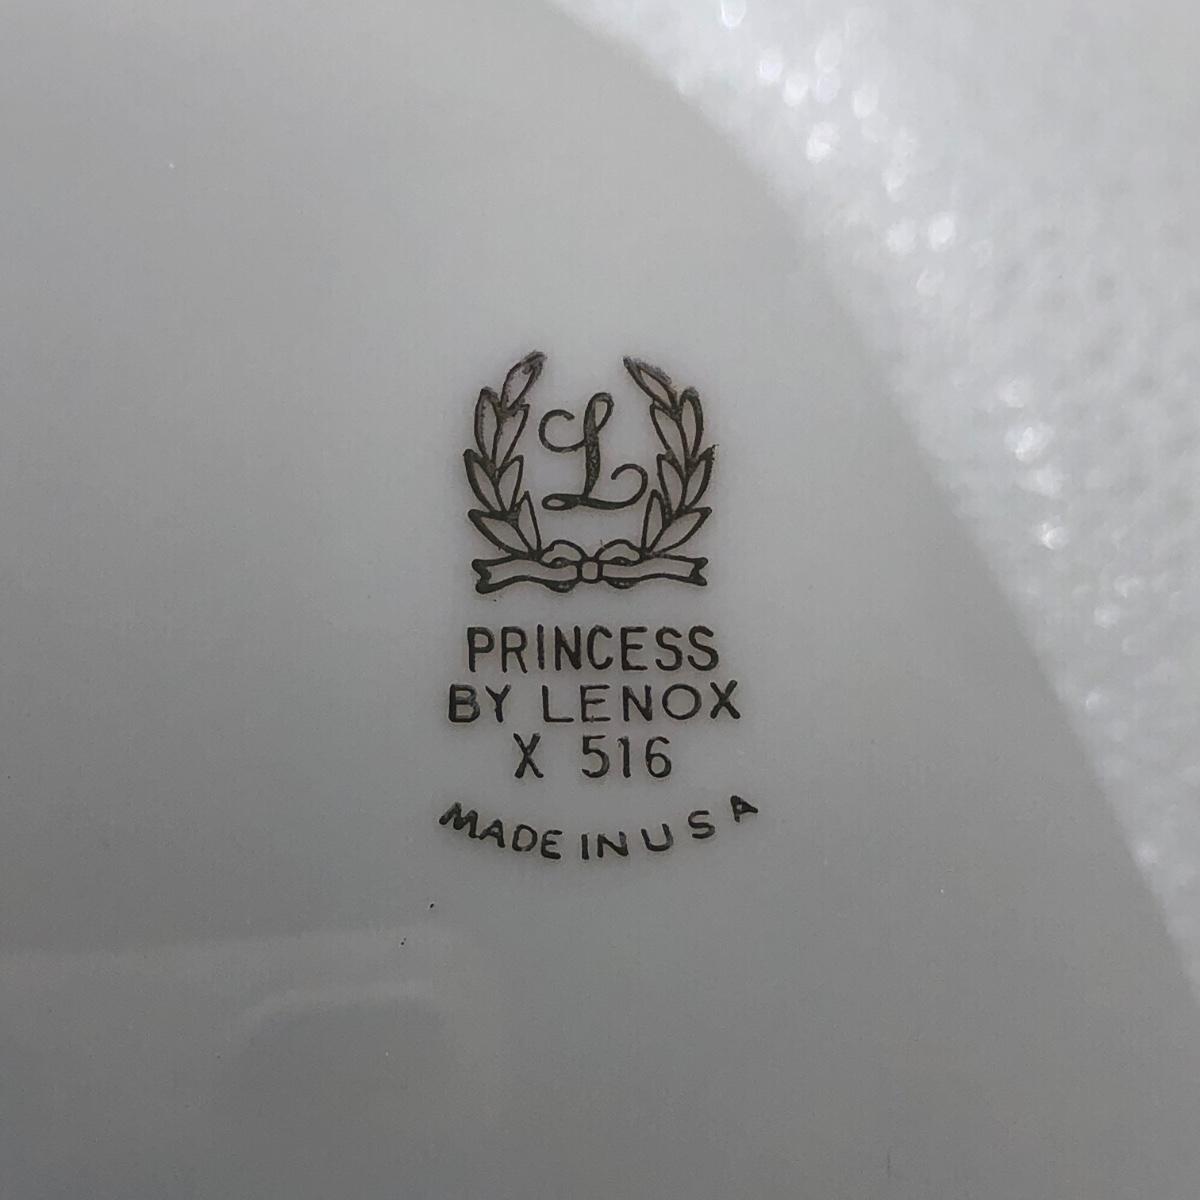 L
PRINCESS
BY LENOX
X 516
MADE IN USA